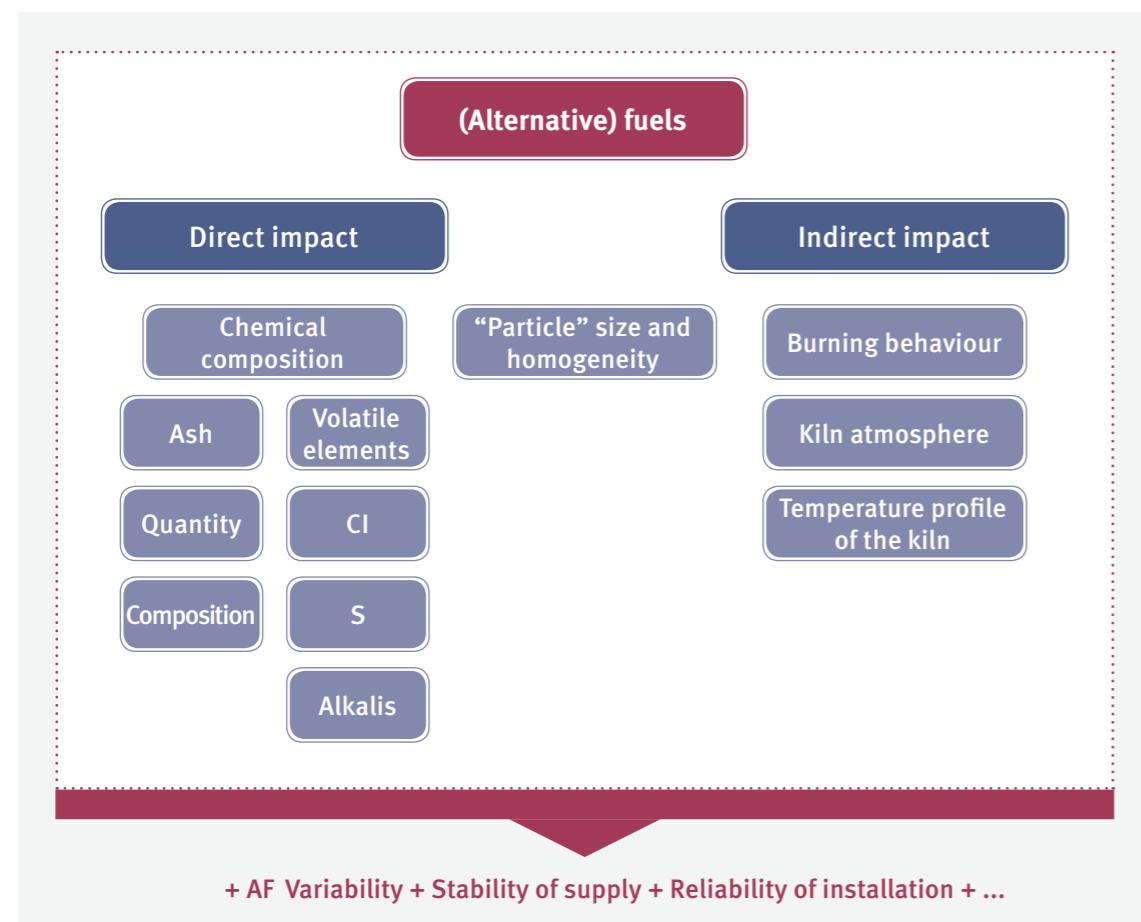 (Alternative) fuels
Direct impact
Indirect impact
Chemical
composition
“Particle” size and
homogeneity
Burning behaviour
Ash
Volatile
elements
Kiln atmosphere
Quantity
CI
Temperature profile
of the kiln
Composition
S
Alkalis
+ AF Variability + Stability of supply + Reliability of installation + ...